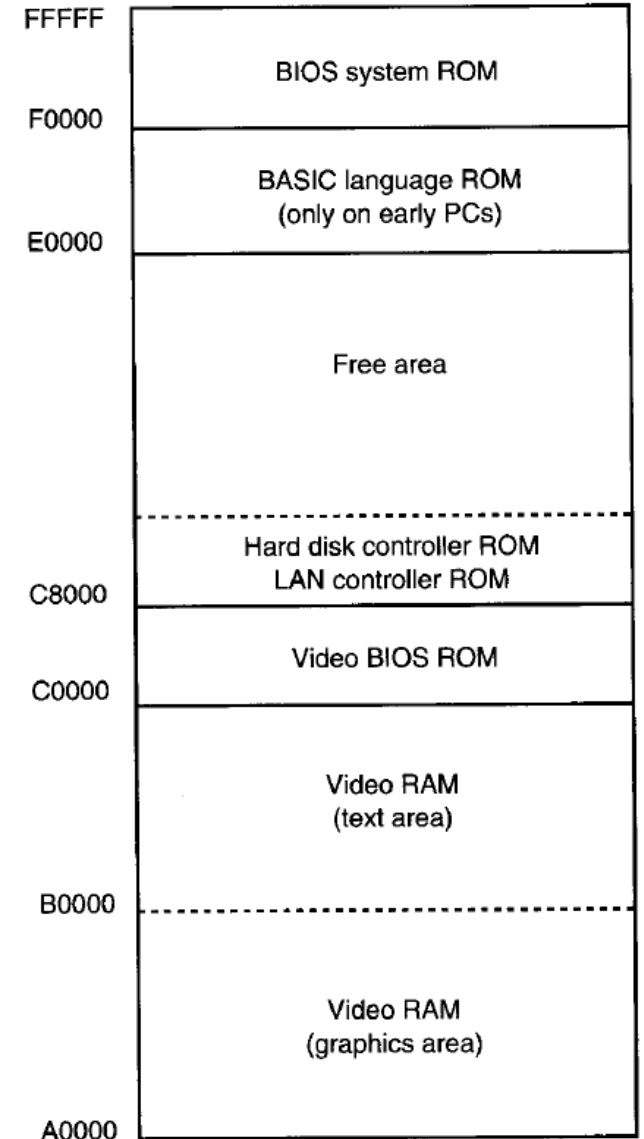 FFFFF
BIOS system ROM
F0000
BASIC language ROM
(only on early PCs)
E0000
Free area
Hard disk controller ROM
LAN controller ROM
C8000
Video BIOS ROM
C0000
Video RAM
(text area)
B0000
Video RAM
(graphics area)
A0000